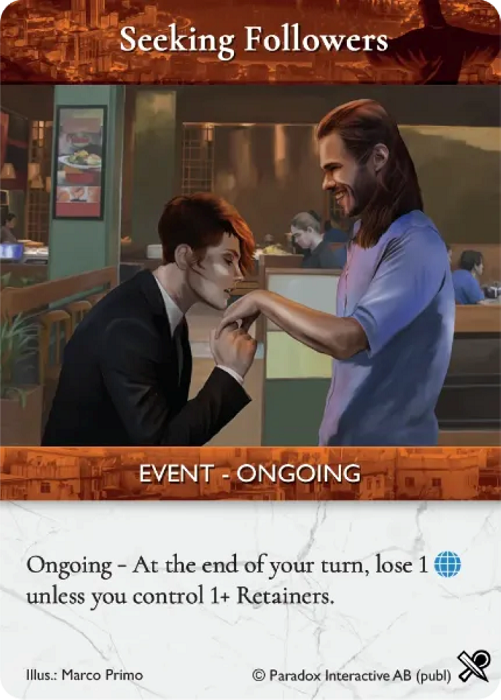 Seeking Followers
EVENT - ONGOING
Ongoing - At the end of your turn, lose 1
unless you control 1+ Retainers.
Illus.: Marco Primo © Paradox Interactive AB (publ)